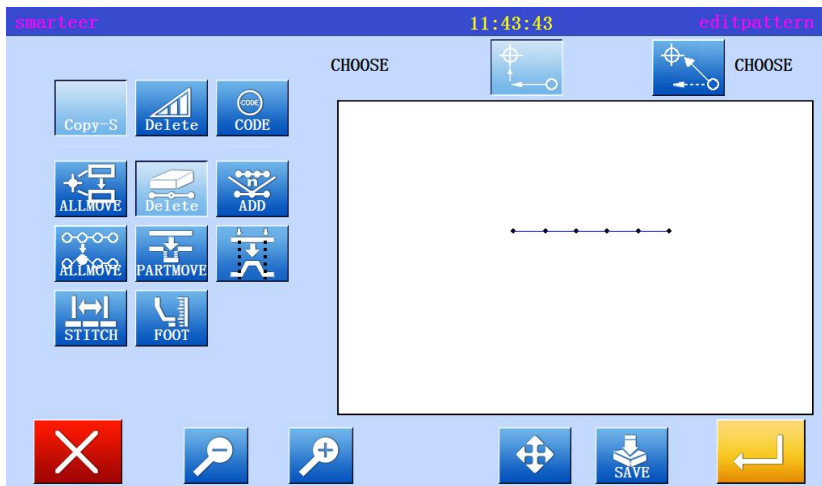 smarteer 11:43:43 editpattern
CHOOSE CHOOSE
Copy-S Delete CODE CODE
ALLMOVE Delete n ADD
ALLMOVE PARTMOVE
STITCH FOOT
SAVE